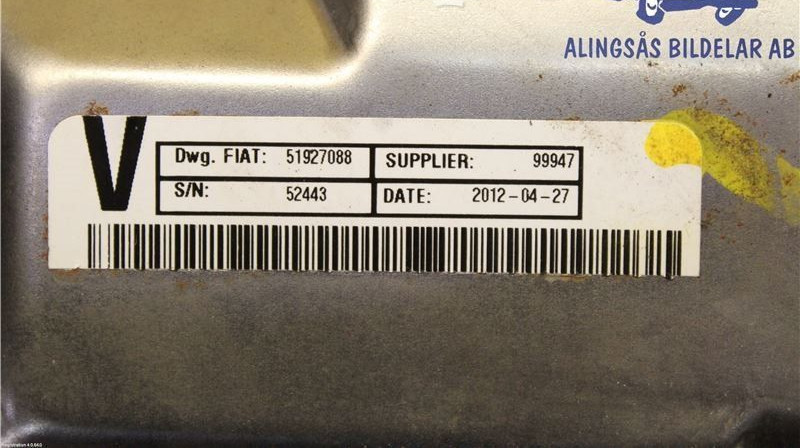 ALINGSÅS BILDELAR AB
V
Dwg. FIAT: 51927088 SUPPLIER: 99947
S/N: 52443 DATE: 2012-04-27